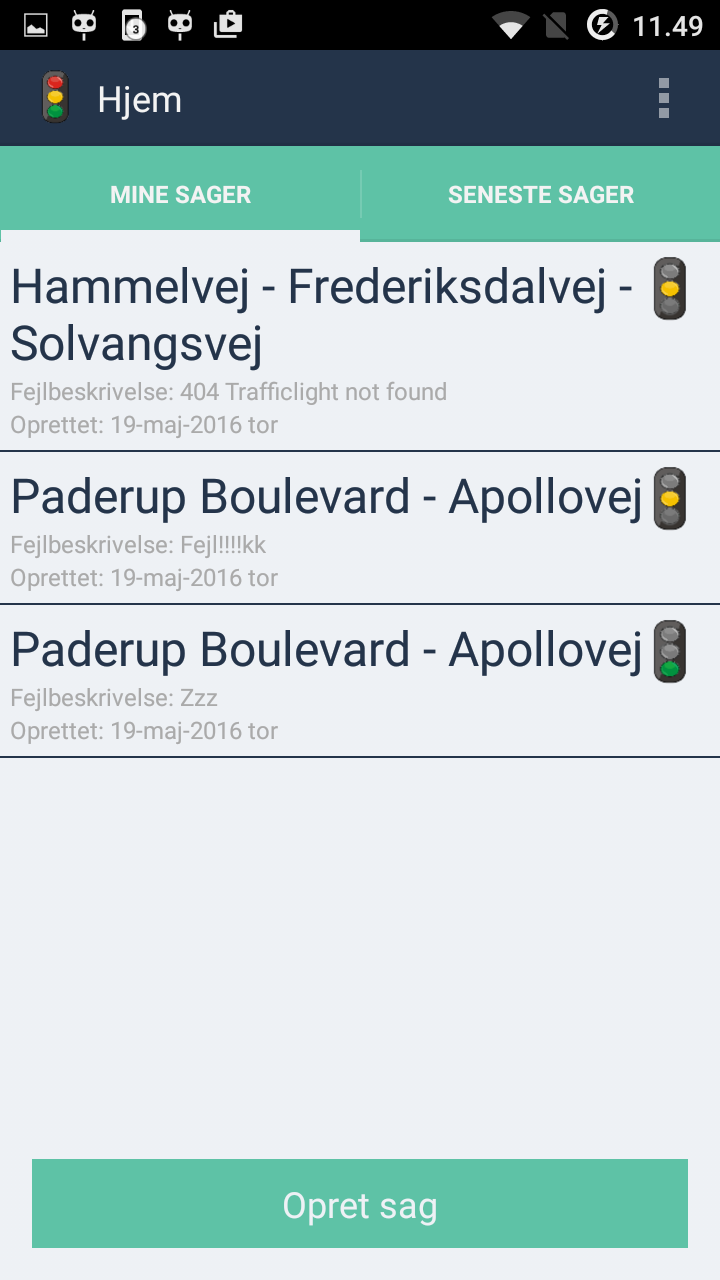 3
11.49
Hjem
MINE SAGER
SENESTE SAGER
Hammelvej - Frederiksdalvej -
Solvangsvej
Fejlbeskrivelse: 404 Trafficlight not found
Oprettet: 19-maj-2016 tor
Paderup Boulevard - Apollovej
Fejlbeskrivelse: Fejl!!!!kk
Oprettet: 19-maj-2016 tor
Paderup Boulevard - Apollovej
Fejlbeskrivelse: Zzz
Oprettet: 19-maj-2016 tor
Opret sag